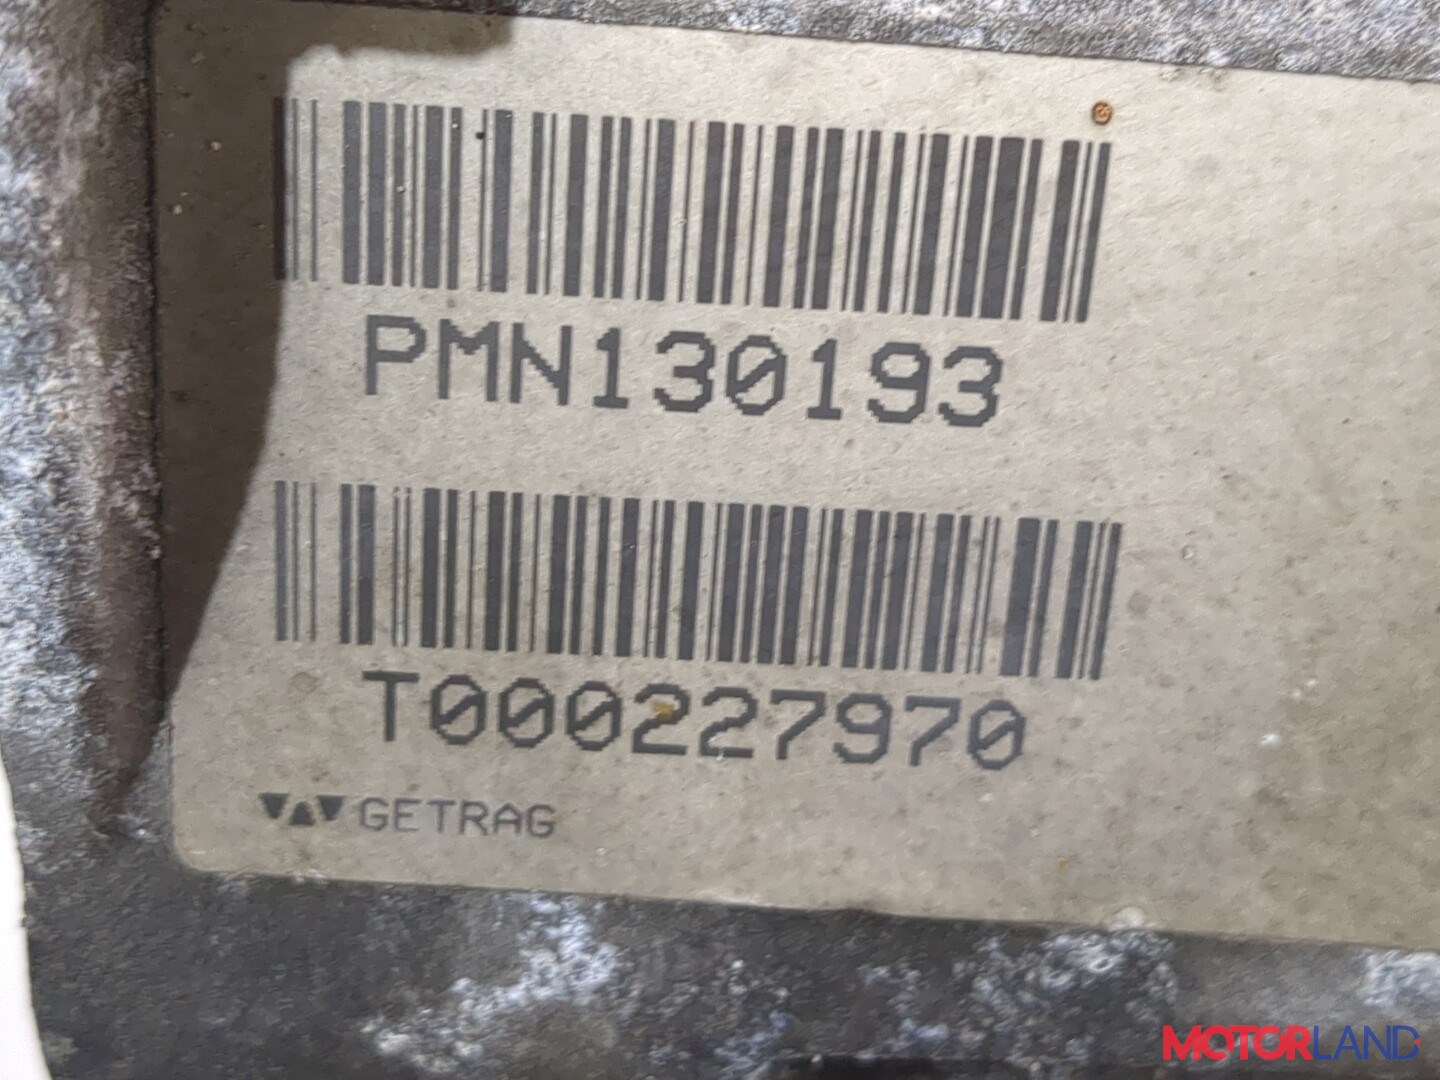 PMN130193
T000227970
GETRAG
MOTORLAND